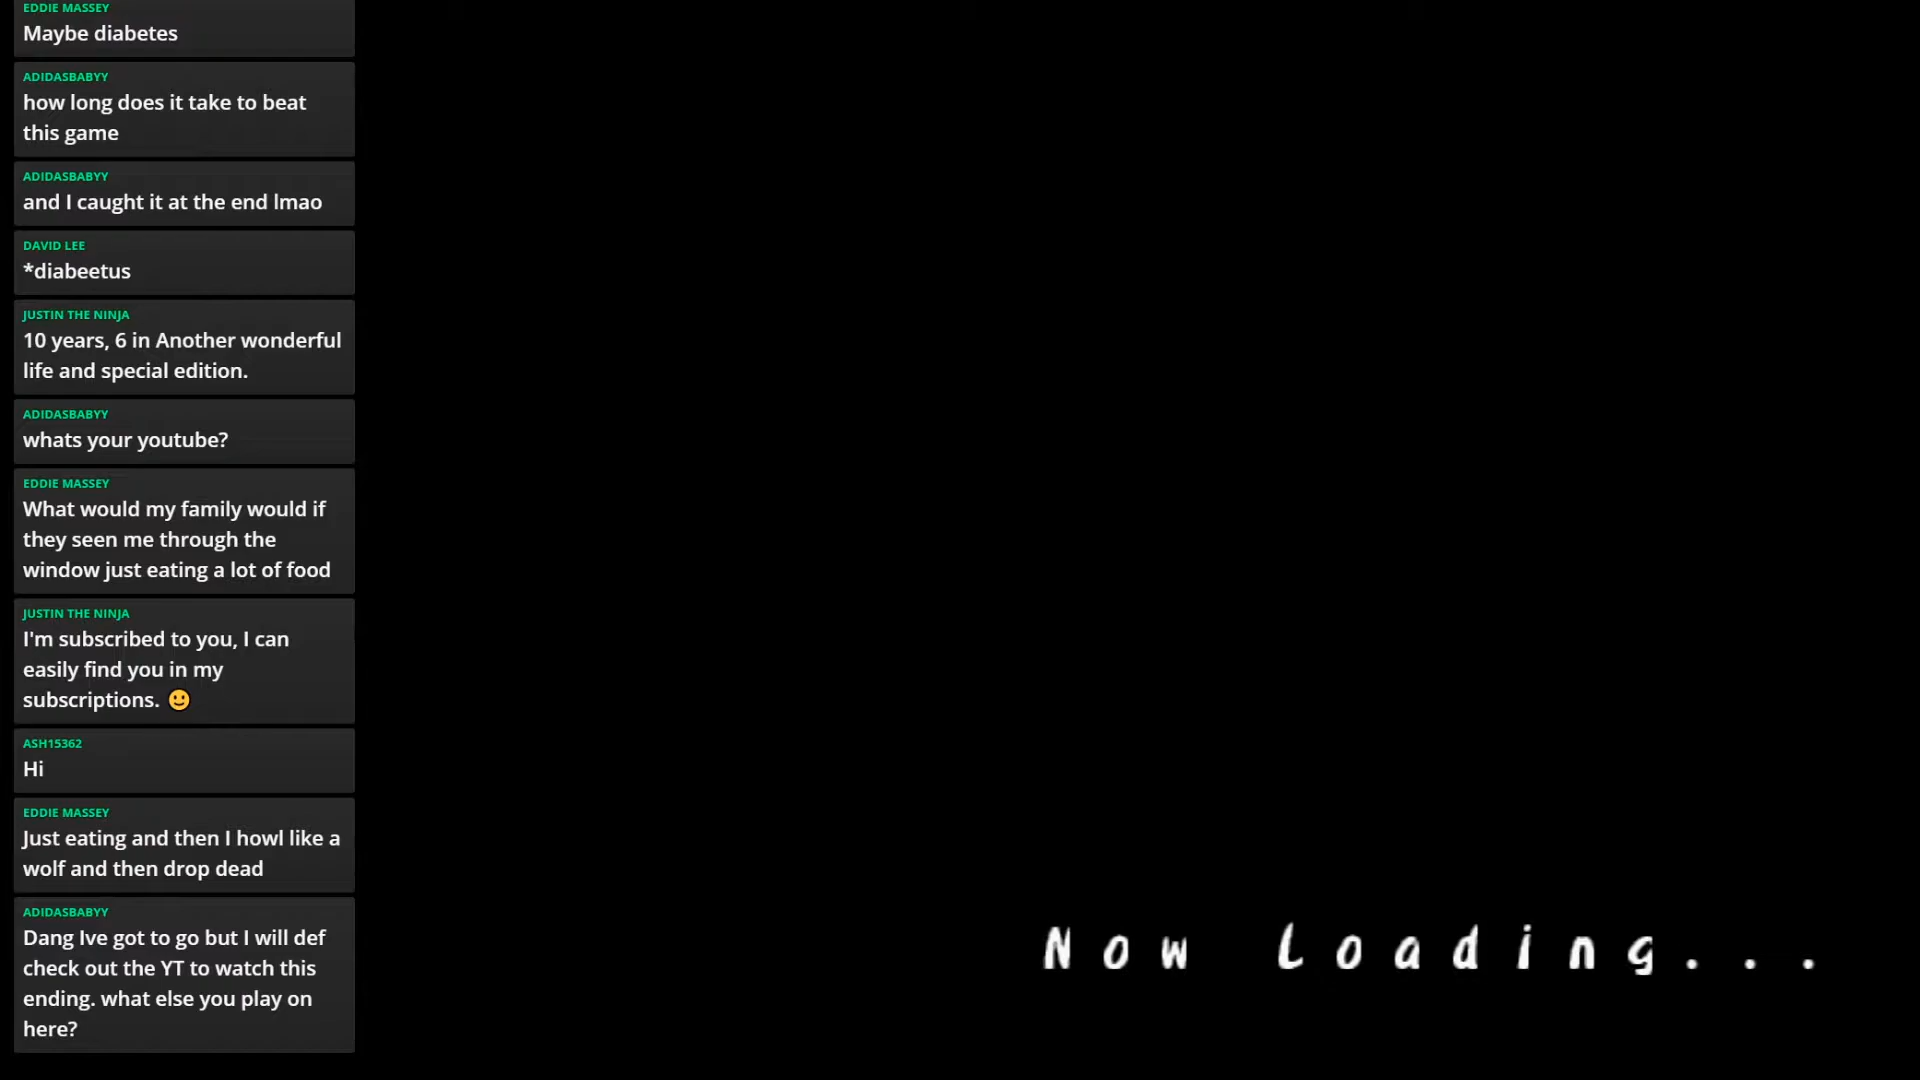 EDDIE MASSEY
Maybe diabetes
ADIDASBABYY
how long does it take to beat
this game
ADIDASBABYY
and I caught it at the end lmao
DAVID LEE
*diabeetus
JUSTIN THE NINJA
10 years, 6 in Another wonderful
life and special edition.
ADIDASBABYY
whats your youtube?
EDDIE MASSEY
What would my family would if
they seen me through the
window just eating a lot of food
JUSTIN THE NINJA
I'm subscribed to you, I can
easily find you in my
subscriptions. 🙂
ASH15362
Hi
EDDIE MASSEY
Just eating and then I howl like a
wolf and then drop dead
ADIDASBABYY
Dang Ive got to go but I will def
check out the YT to watch this
ending. what else you play on
here?
Now Loading...